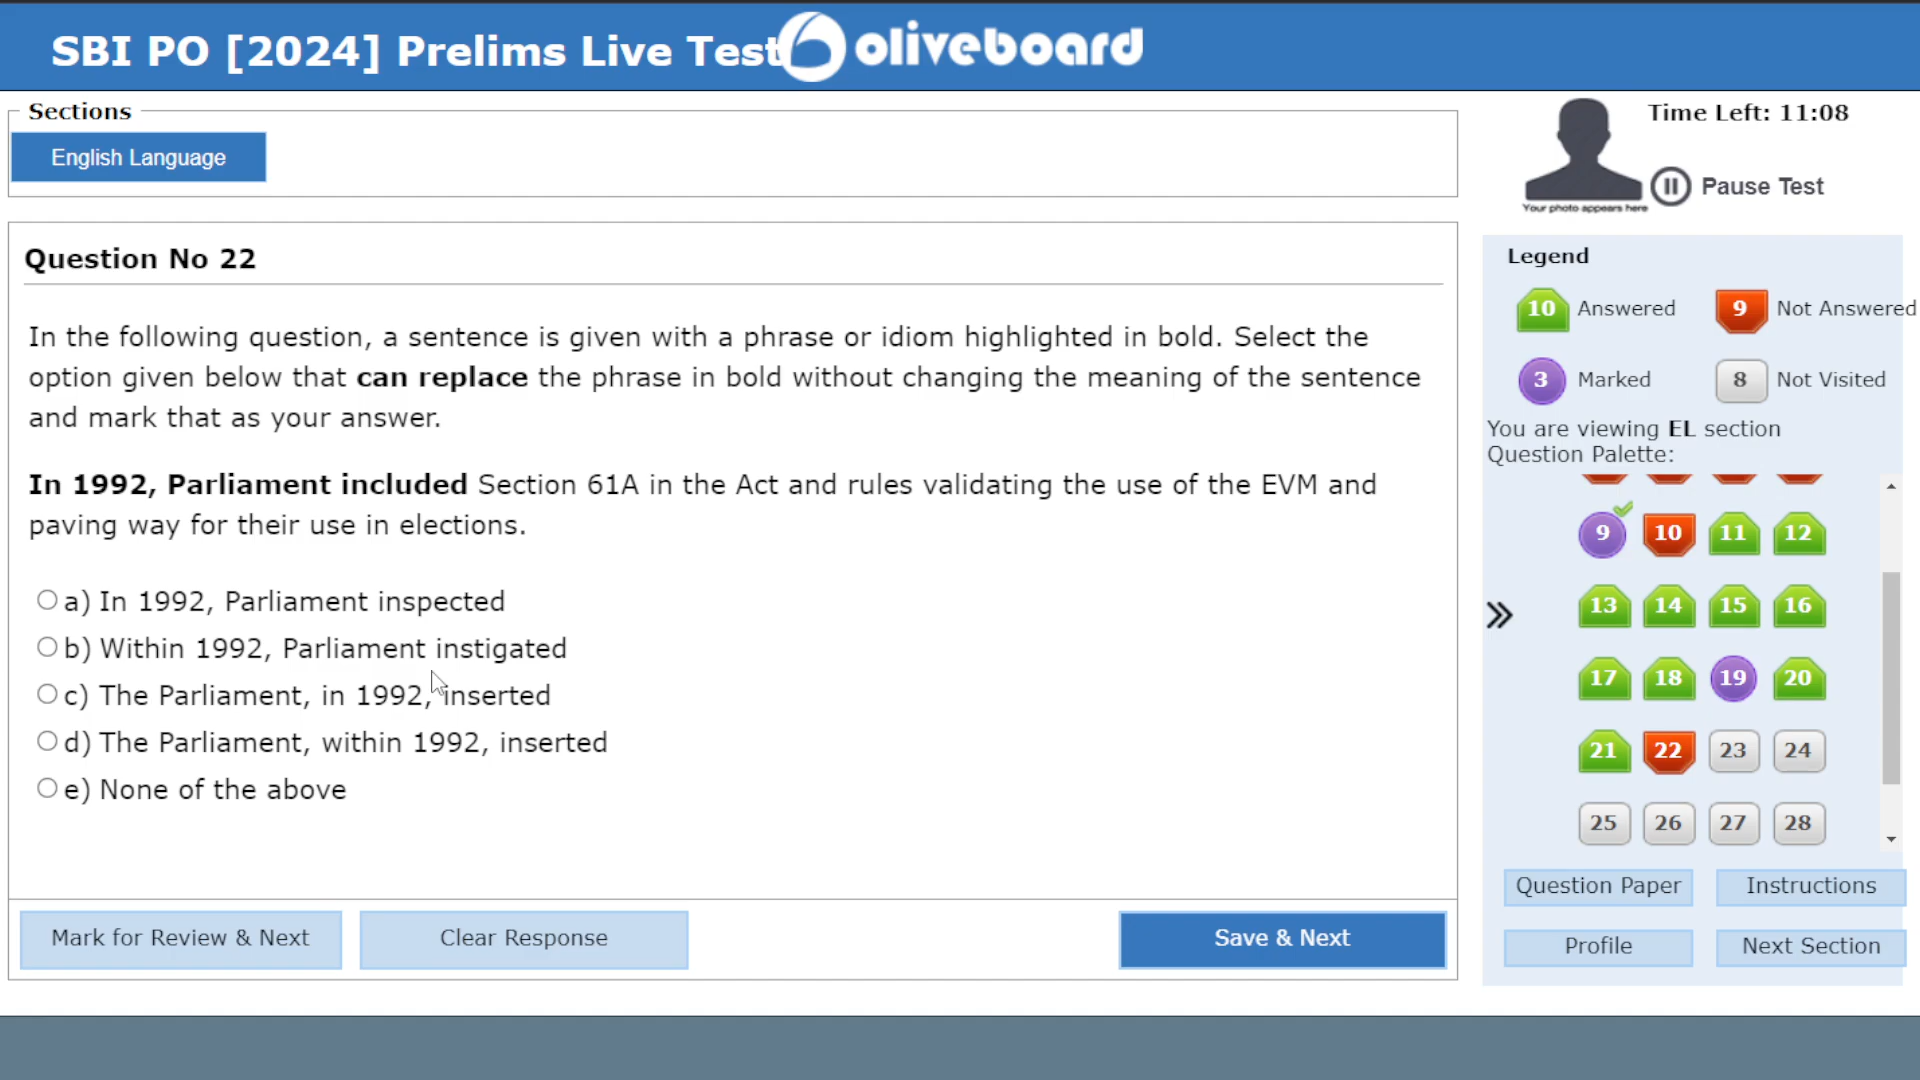 SBI PO [2024] Prelims Live Test
oliveboard
Sections
English Language
Time Left: 11:08
Pause Test
Your photo appears here
Question No 22
In the following question, a sentence is given with a phrase or idiom highlighted in bold. Select the
option given below that can replace the phrase in bold without changing the meaning of the sentence
and mark that as your answer.
In 1992, Parliament included Section 61A in the Act and rules validating the use of the EVM and
paving way for their use in elections.
a) In 1992, Parliament inspected
b) Within 1992, Parliament instigated
c) The Parliament, in 1992, inserted
d) The Parliament, within 1992, inserted
e) None of the above
Mark for Review & Next
Clear Response
Save & Next
Legend
10 Answered
9 Not Answered
3 Marked
8 Not Visited
You are viewing EL section
Question Palette:
9 10 11 12
13 14 15 16
17 18 19 20
21 22 23 24
25 26 27 28
Question Paper
Instructions
Profile
Next Section